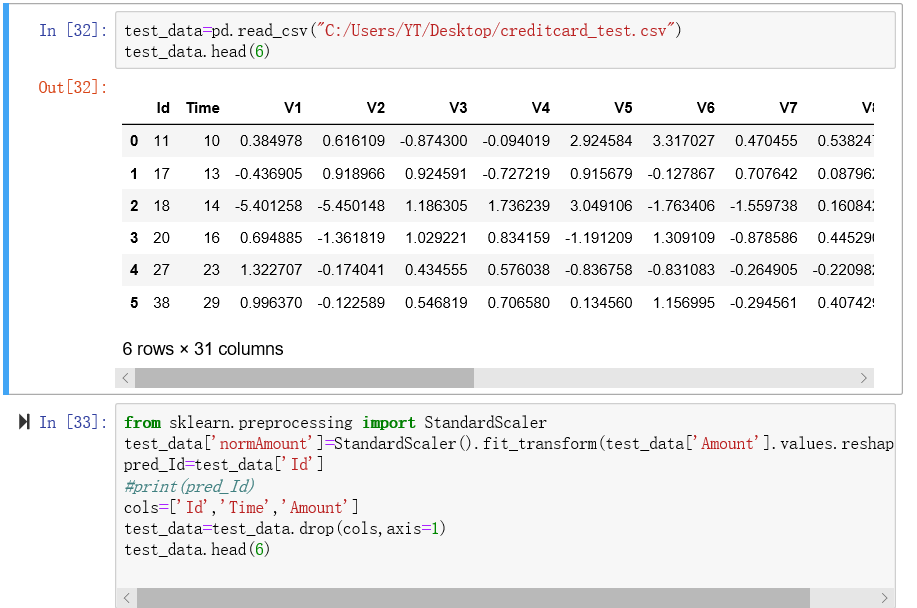 In [32]: test_data=pd.read_csv("C:/Users/YT/Desktop/creditcard_test.csv")
test_data.head(6)
Out[32]:
Id Time V1 V2 V3 V4 V5 V6 V7
0 11 10 0.384978 0.616109 -0.874300 -0.094019 2.924584 3.317027 0.470455 0.53824
1 17 13 -0.436905 0.918966 0.924591 -0.727219 0.915679 -0.127867 0.707642 0.08796
2 18 14 -5.401258 -5.450148 1.186305 1.736239 3.049106 -1.763406 -1.559738 0.16084
3 20 16 0.694885 -1.361819 1.029221 0.834159 -1.191209 1.309109 -0.878586 0.44529
4 27 23 1.322707 -0.174041 0.434555 0.576038 -0.836758 -0.831083 -0.264905 -0.22098
5 38 29 0.996370 -0.122589 0.546819 0.706580 0.134560 1.156995 -0.294561 0.40742
6 rows × 31 columns
In [33]: from sklearn.preprocessing import StandardScaler
test_data['normAmount']=StandardScaler().fit_transform(test_data['Amount'].values.reshap
pred_Id=test_data['Id']
#print(pred_Id)
cols=['Id','Time','Amount']
test_data=test_data.drop(cols,axis=1)
test_data.head(6)